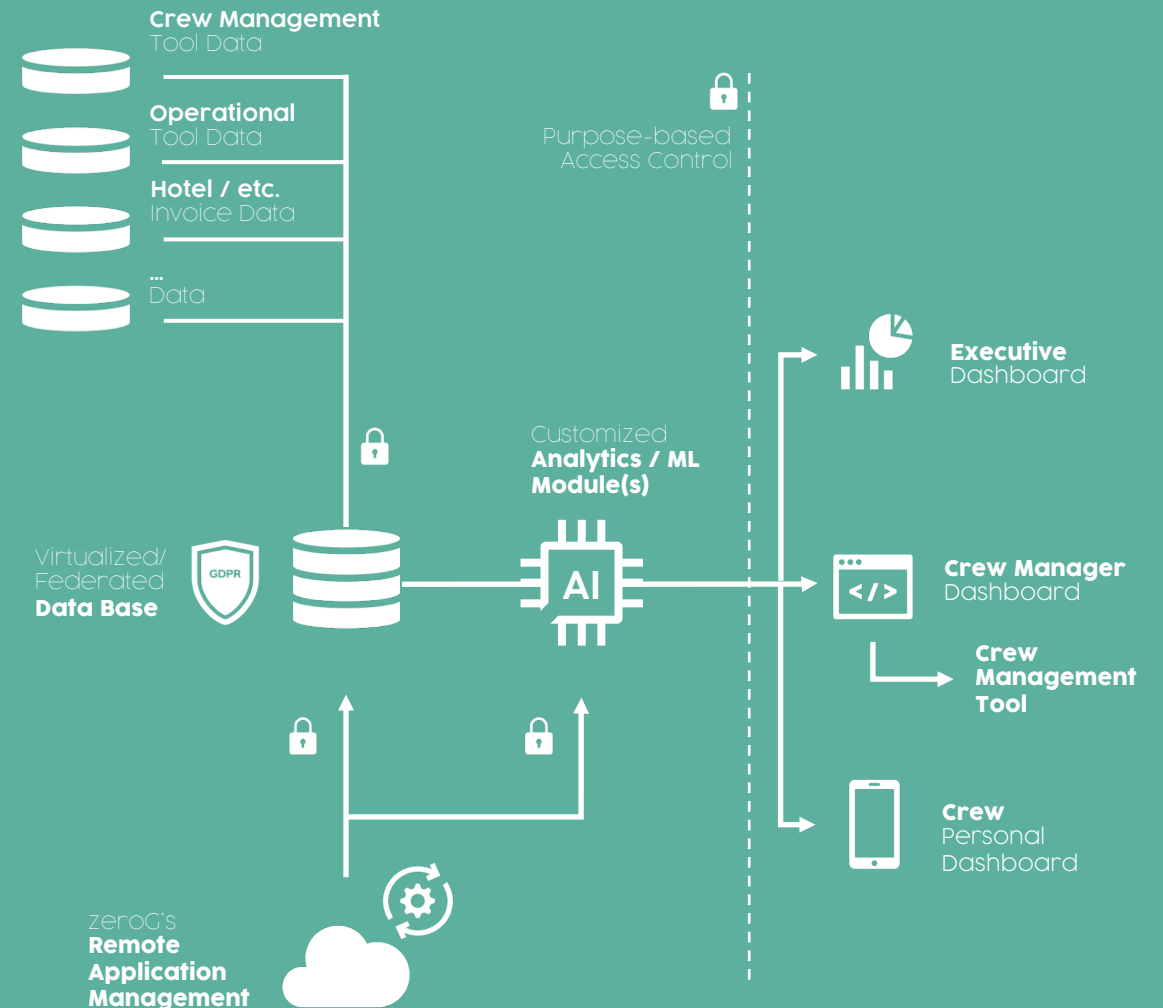 Crew Management
Tool Data
Operational
Tool Data
Hotel / etc.
Invoice Data
...
Data
Purpose-based
Access Control
Executive
Dashboard
Customized
Analytics / ML
Module(s)
Virtualized/
Federated
Data Base
GDPR
AI
</>
Crew Manager
Dashboard
Crew
Management
Tool
Crew
Personal
Dashboard
zeroG's
Remote
Application
Management